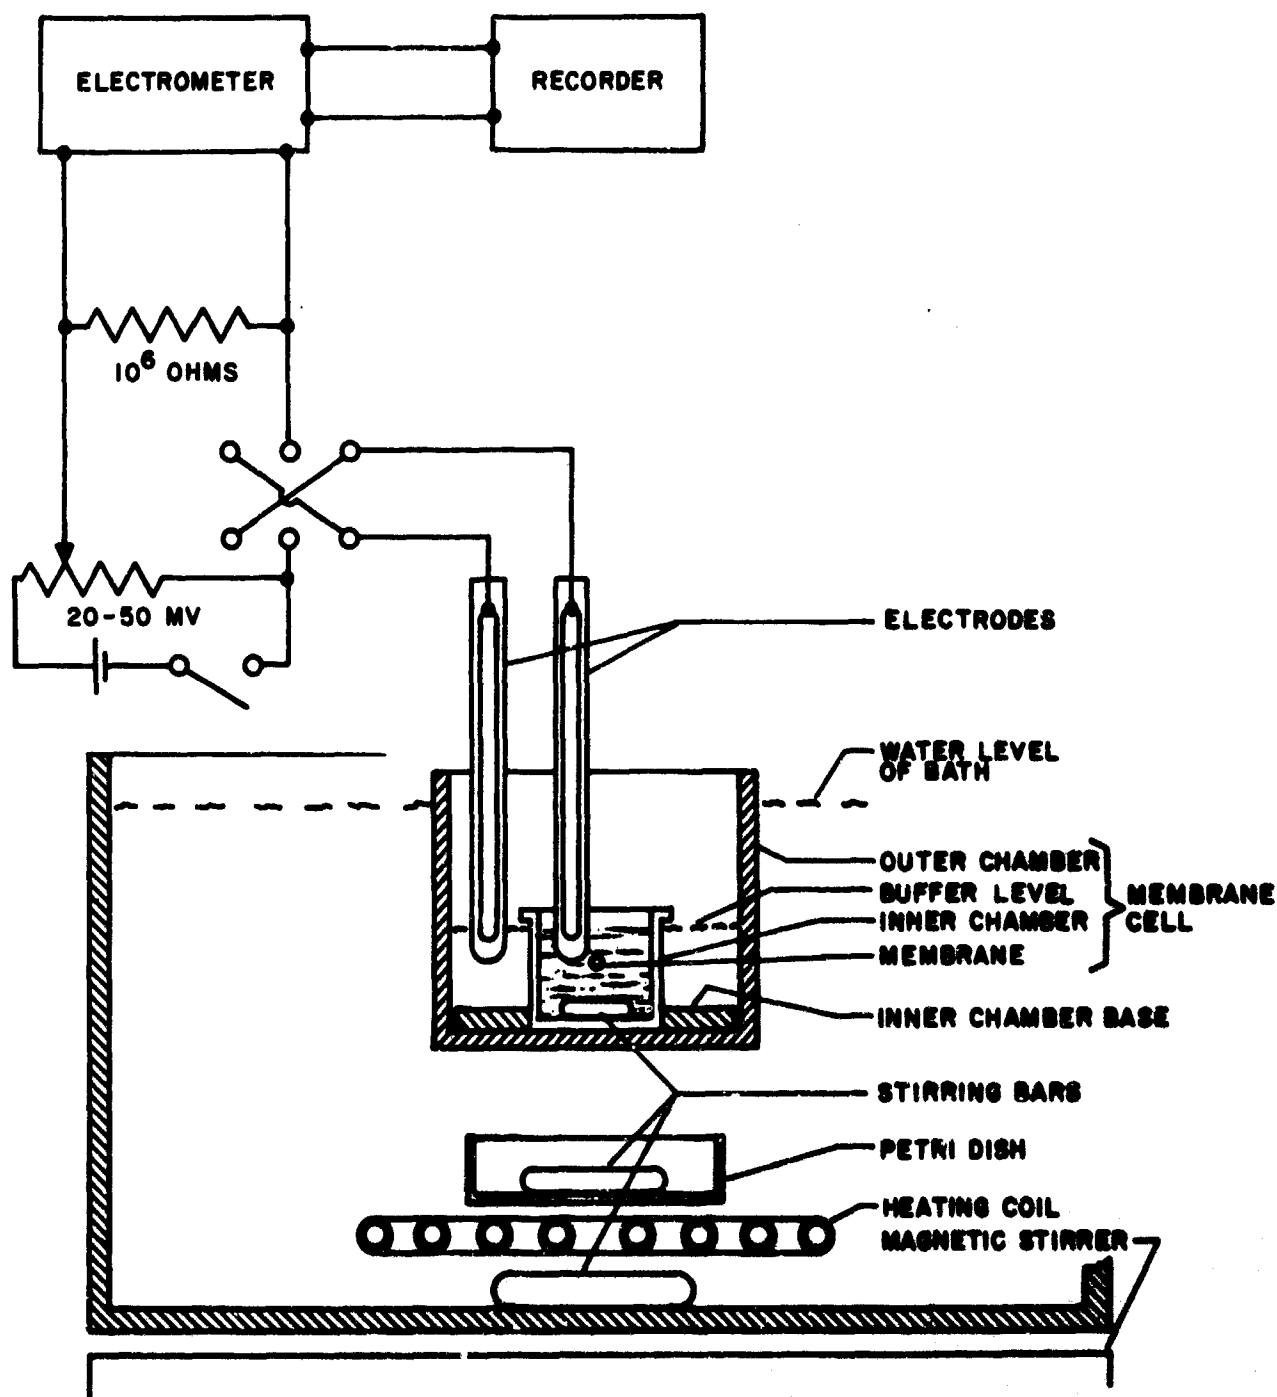 ELECTROMETER
RECORDER
10⁶ OHMS
20-50 MV
ELECTRODES
WATER LEVEL
OF BATH
OUTER CHAMBER
BUFFER LEVEL
INNER CHAMBER
MEMBRANE
MEMBRANE
CELL
INNER CHAMBER BASE
STIRRING BARS
PETRI DISH
HEATING COIL
MAGNETIC STIRRER